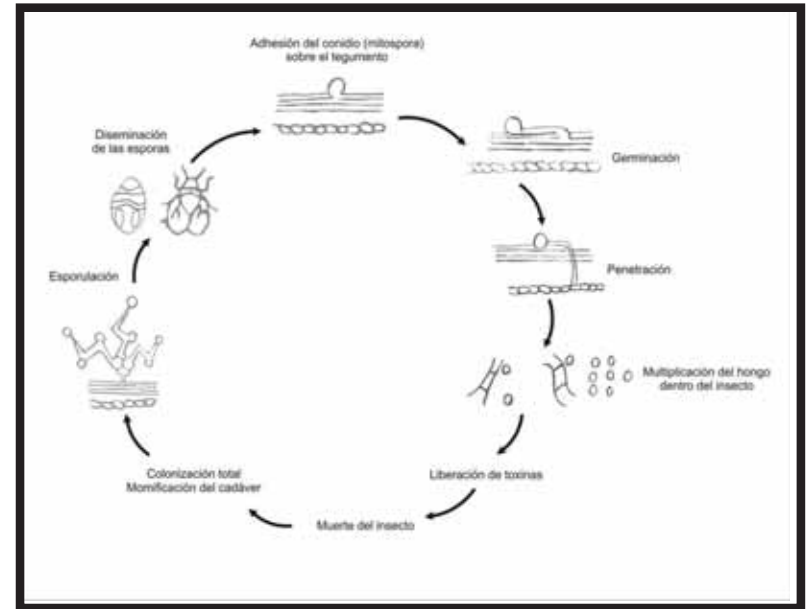 Adhesión del conidio (mitospora)
sobre el tegumento
Germinación
Penetración
Multiplicación del hongo
dentro del insecto
Liberación de toxinas
Muerte del insecto
Colonización total
Momificación del cadáver
Esporulación
Diseminación
de las esporas